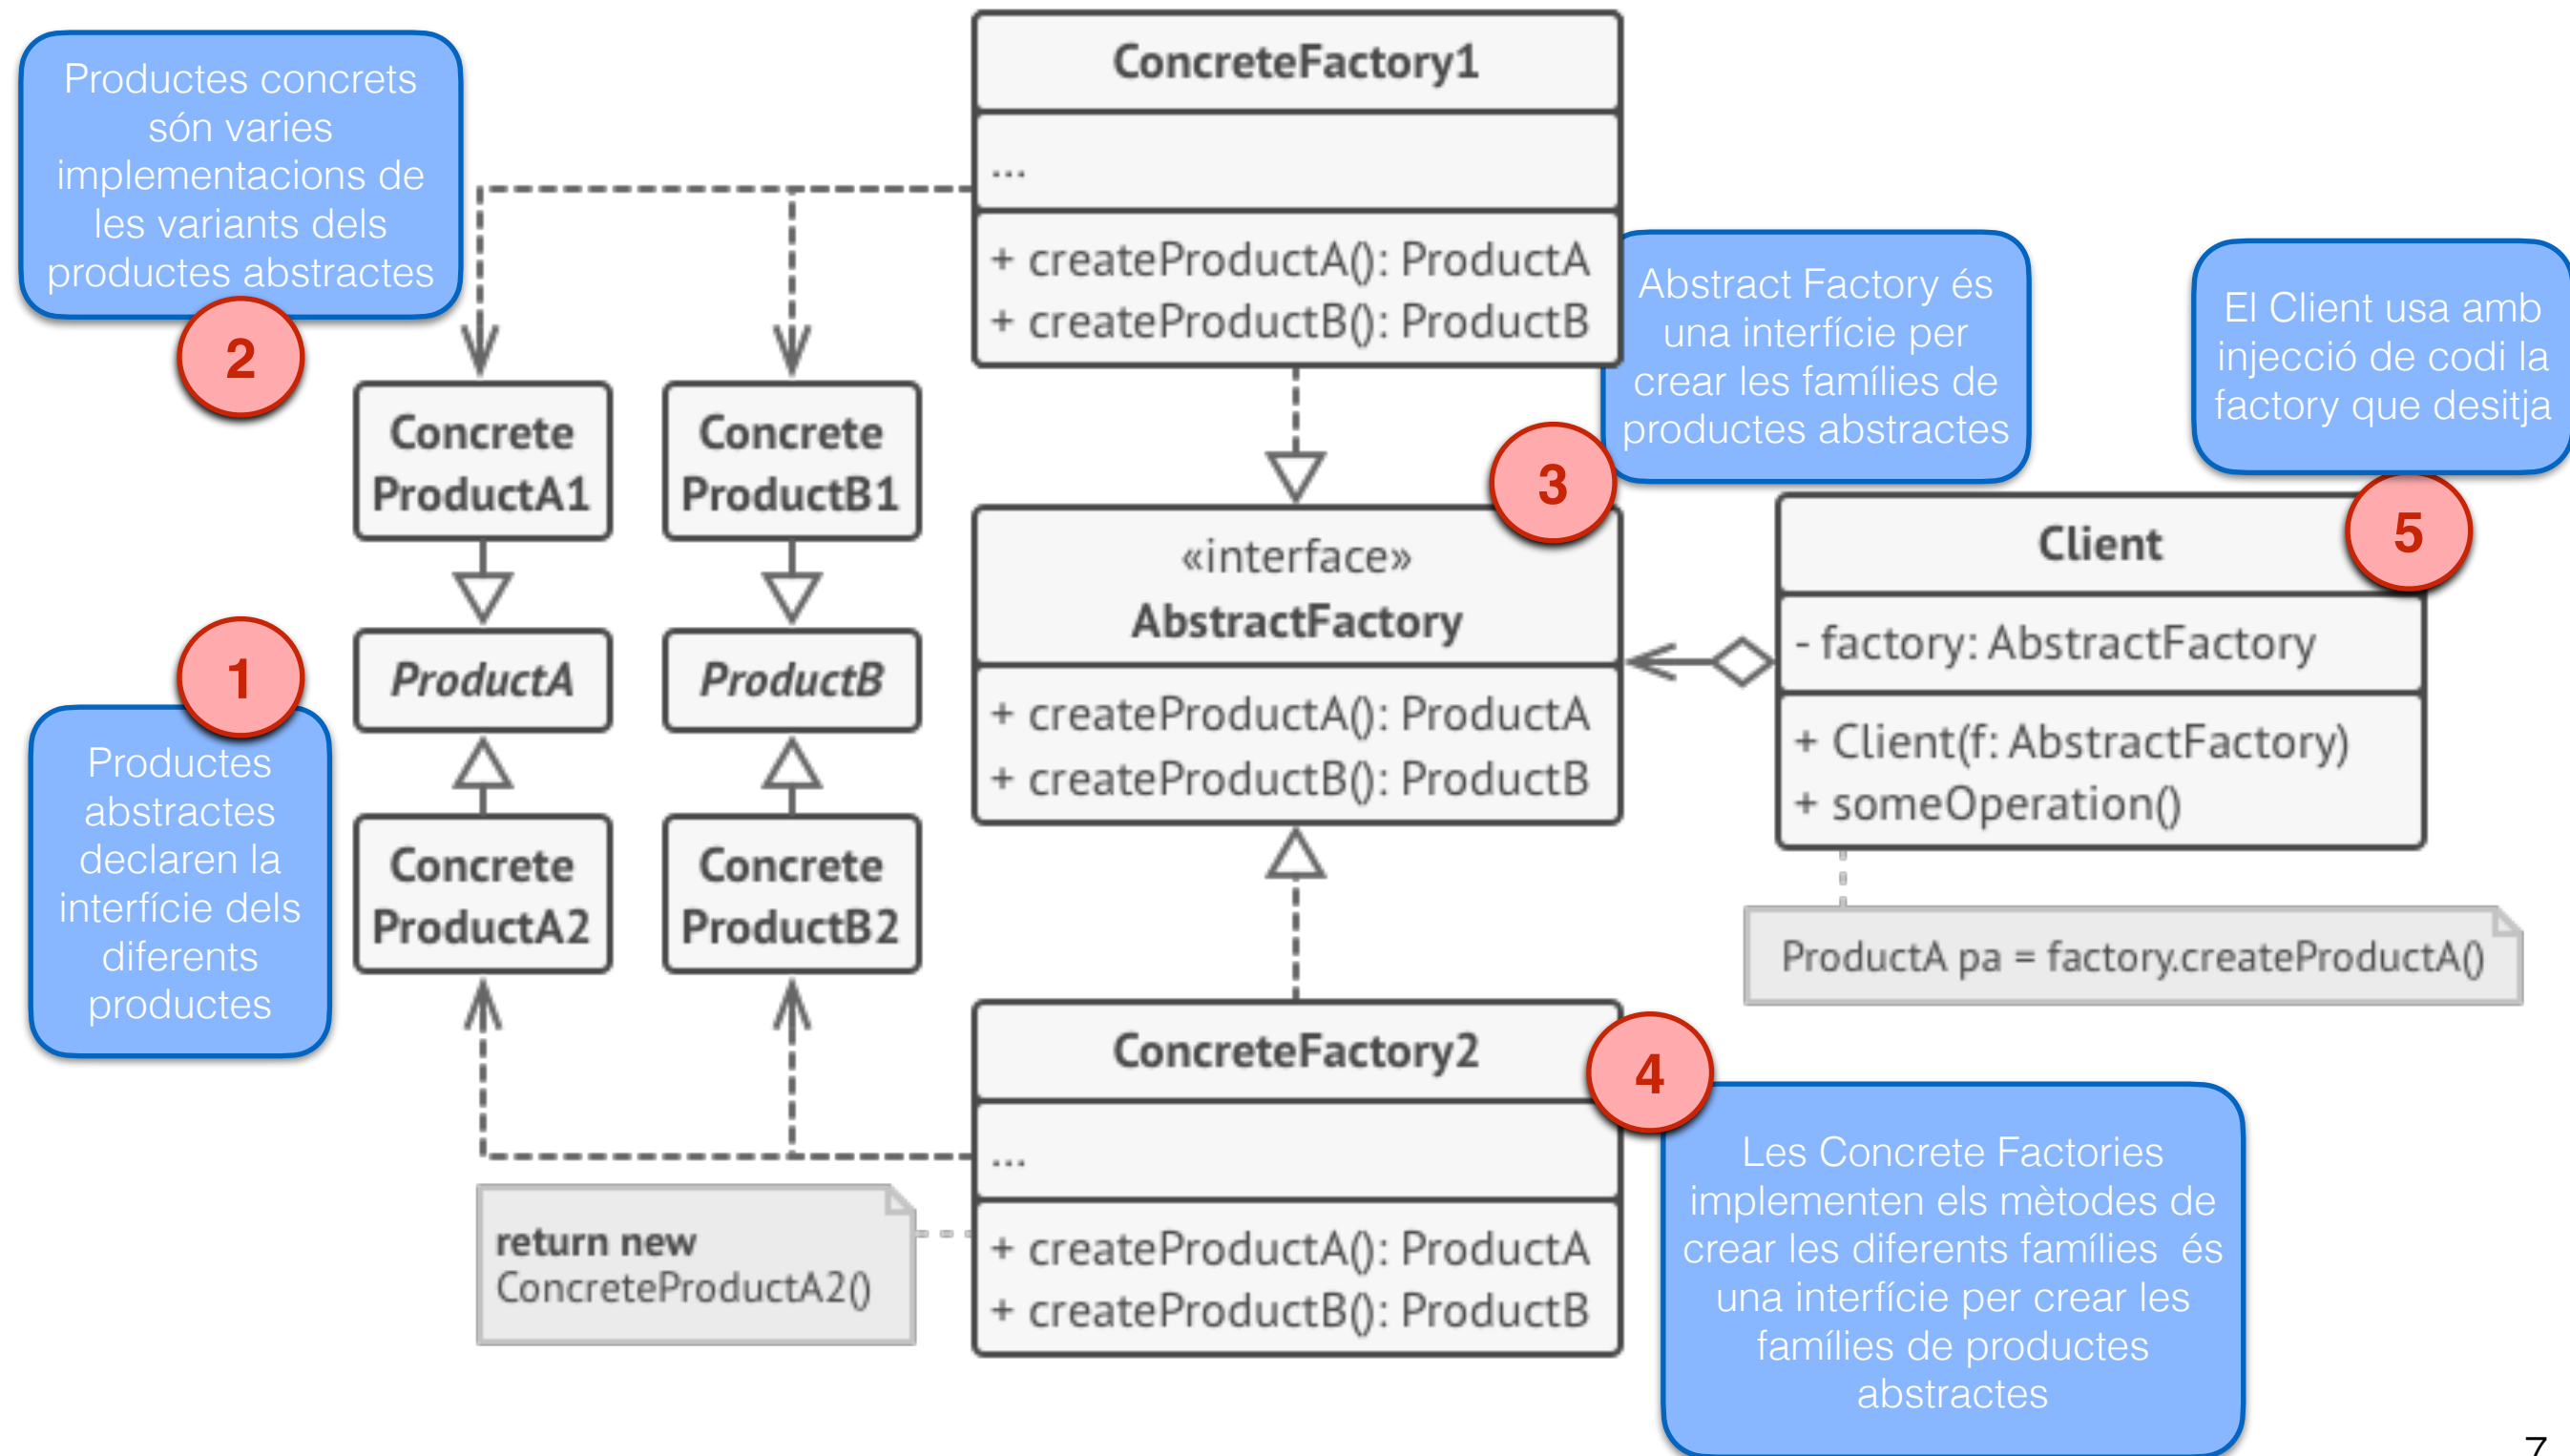 ConcreteFactory1
...
+ createProductA(): ProductA
+ createProductB(): ProductB
Productes concrets
són varies
implementacions de
les variants dels
productes abstractes
2
Concrete
ProductA1
Concrete
ProductB1
Abstract Factory és
una interfície per
crear les famílies de
productes abstractes
3
El Client usa amb
injecció de codi la
factory que desitja
5
«interface»
AbstractFactory
+ createProductA(): ProductA
+ createProductB(): ProductB
Client
- factory: AbstractFactory
+ Client(f: AbstractFactory)
+ someOperation()
ProductA pa = factory.createProductA()
1
Productes
abstractes
declaren la
interfície dels
diferents
productes
ProductA
ProductB
Concrete
ProductA2
Concrete
ProductB2
ConcreteFactory2
...
+ createProductA(): ProductA
+ createProductB(): ProductB
return new
ConcreteProductA2()
4
Les Concrete Factories
implementen els mètodes de
crear les diferents famílies  és
una interfície per crear les
famílies de productes
abstractes
7